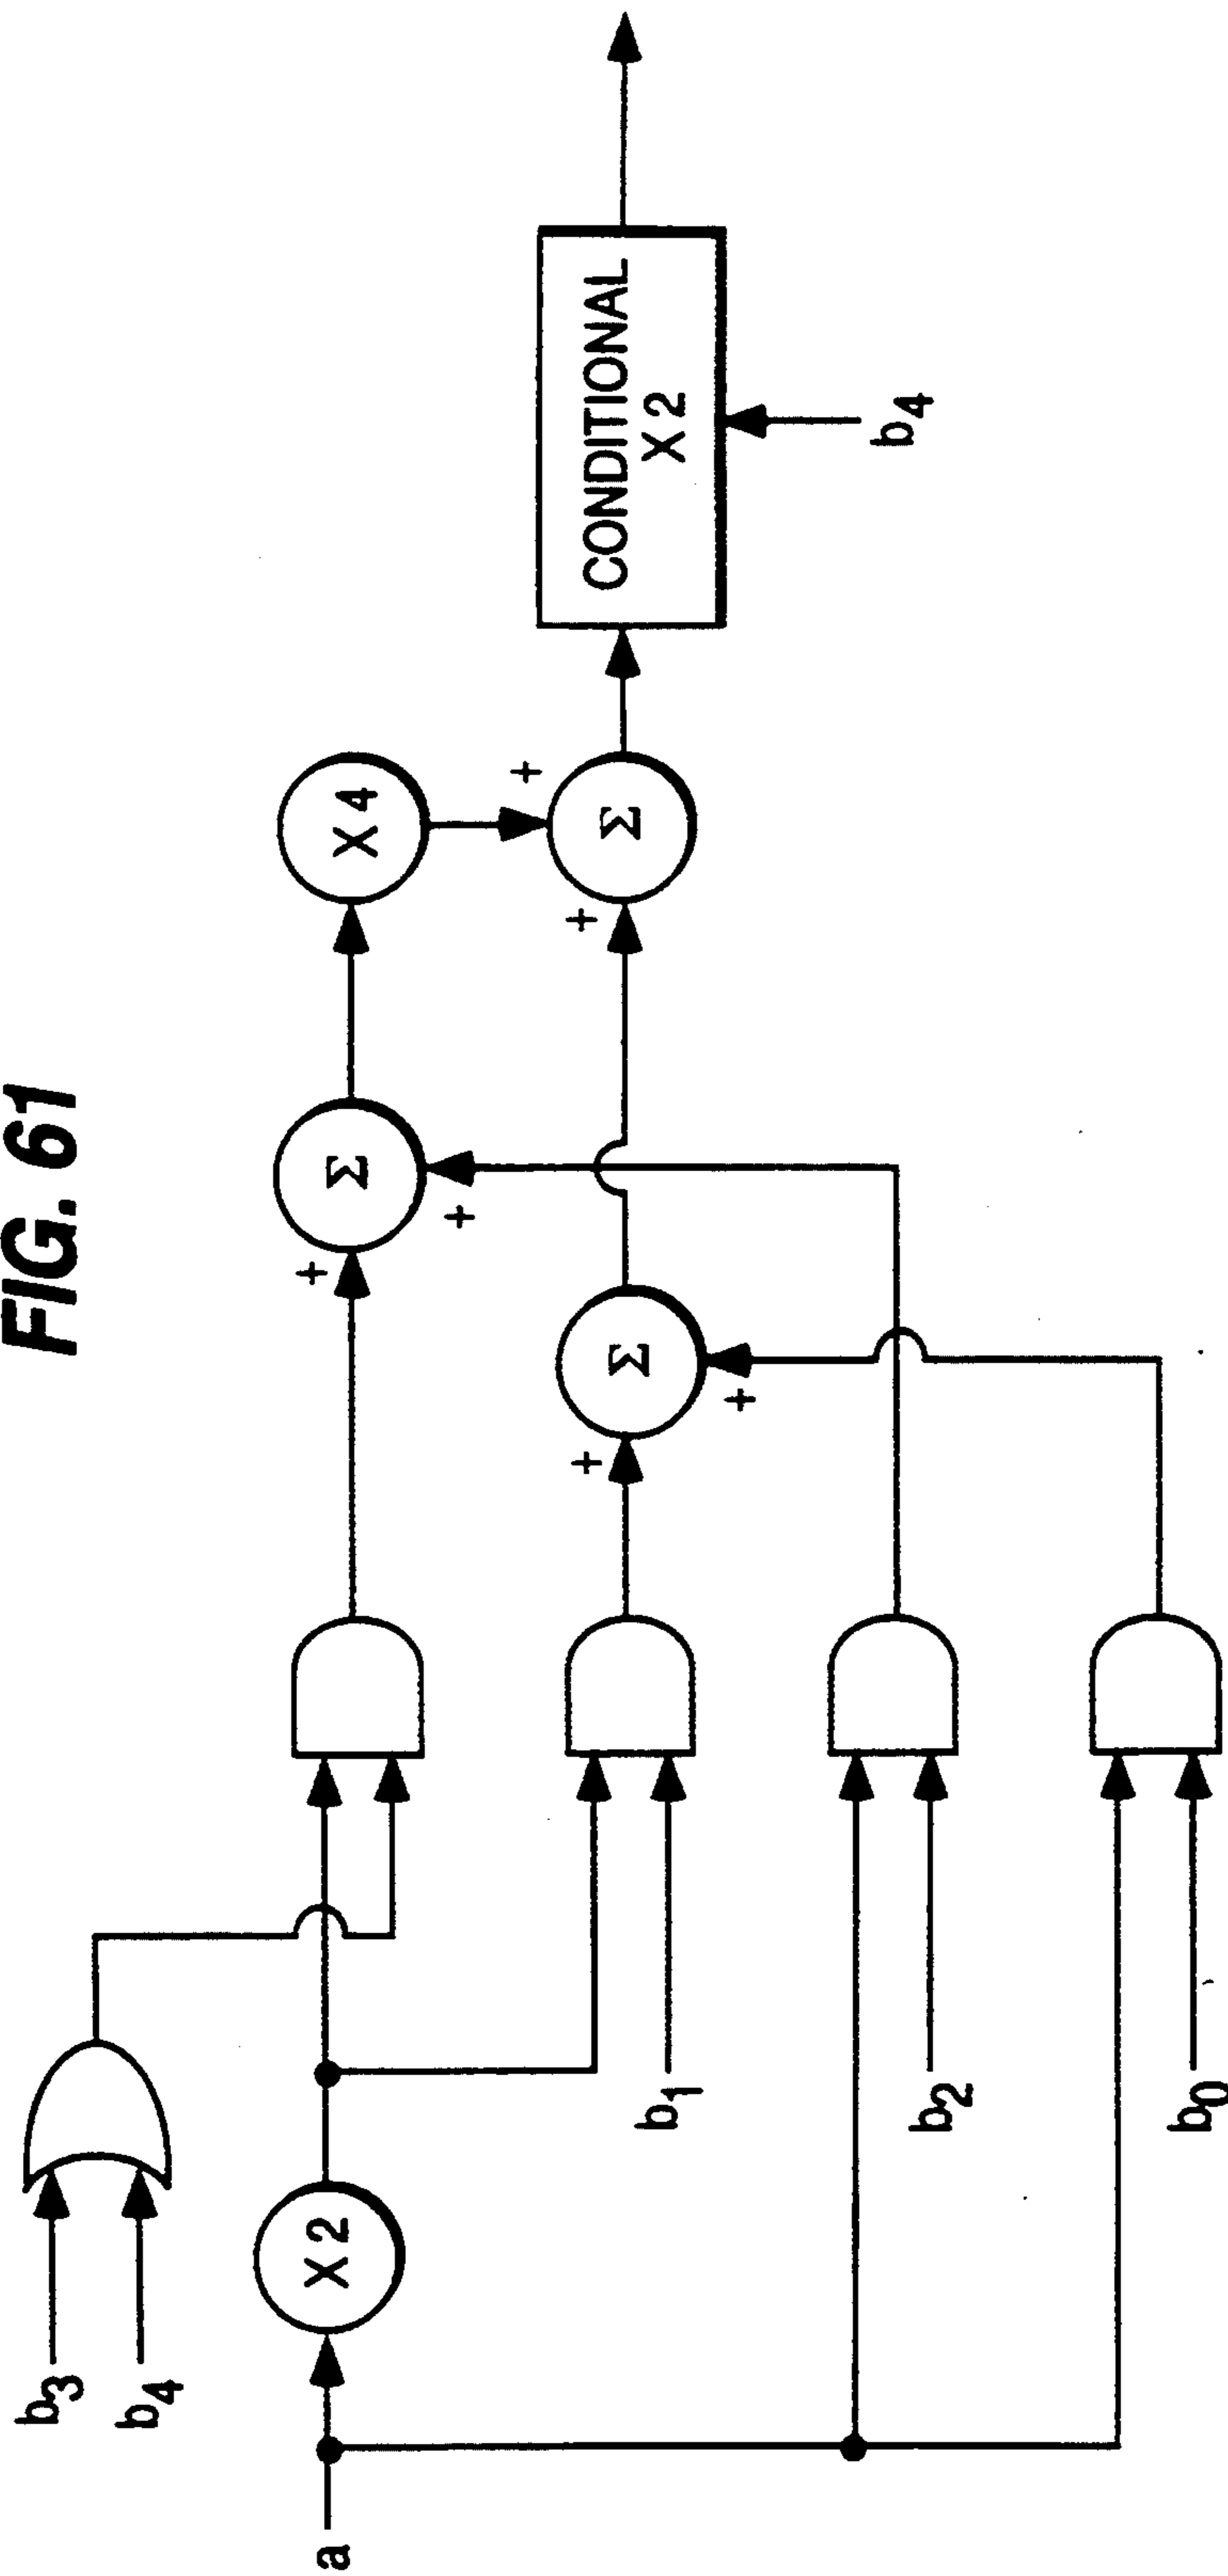 FIG. 61
b3
b4
a
X 2
b1
b2
b0
Σ
+
+
Σ
+
+
X 4
Σ
+
+
CONDITIONAL
X 2
b4